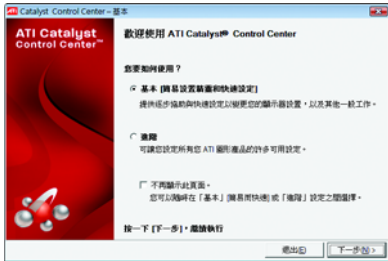 Catalyst Control Center – 基本
ATI Catalyst
Control Center™
歡迎使用 ATI Catalyst® Control Center
您要如何使用？
基本 [簡易設置精靈和快速設定]
提供逐步協助與快速設定以變更您的顯示器設置，以及其他一般工作。
進階
可讓您設定所有您 ATI 圖形產品的許多可用設定。
不再顯示此頁面。
您可以隨時在「基本」[簡易而快速] 或「進階」設定之間選擇。
按一下 [下一步]，繼續執行
退出(E)
下一步(N) >